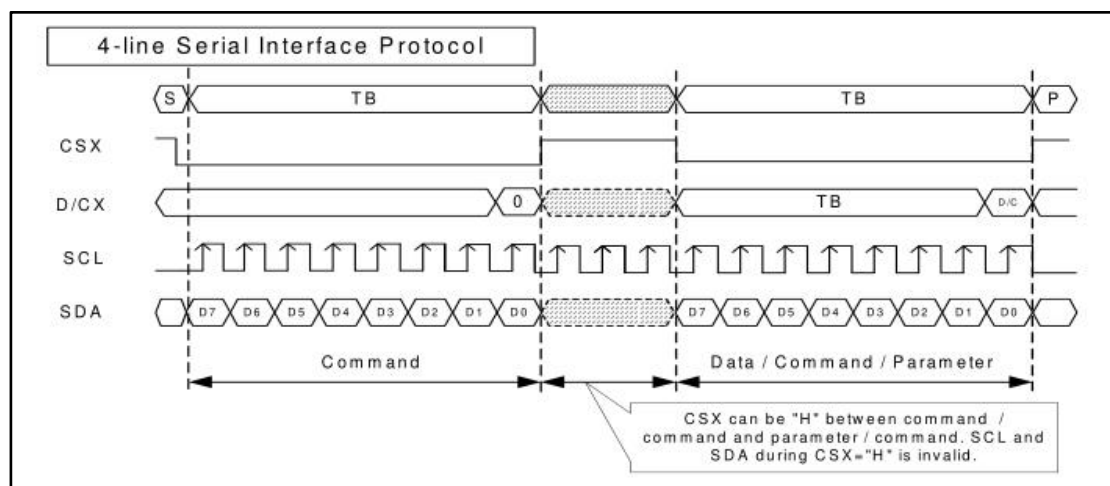 4-line Serial Interface Protocol
S TB TB P
CSX
D/CX 0 TB D/C
SCL
SDA D7 D6 D5 D4 D3 D2 D1 D0 D7 D6 D5 D4 D3 D2 D1 D0
Command Data / Command / Parameter
CSX can be "H" between command /
command and parameter / command. SCL and
SDA during CSX="H" is invalid.